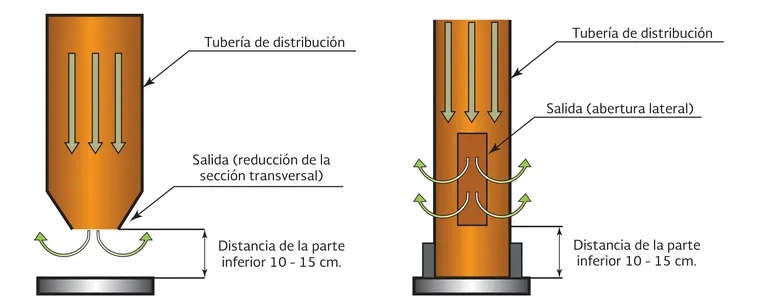 Tubería de distribución
Salida (reducción de la
sección transversal)
Distancia de la parte
inferior 10 - 15 cm.
Tubería de distribución
Salida (abertura lateral)
Distancia de la parte
inferior 10 - 15 cm.